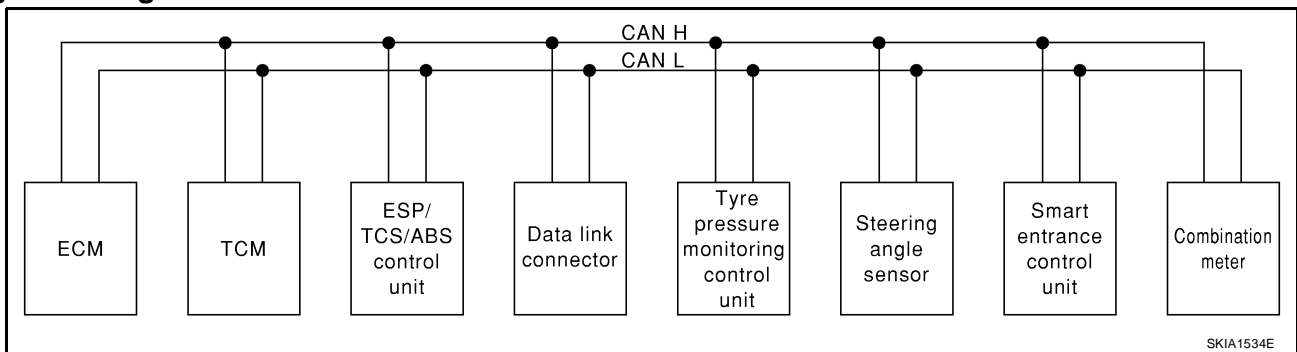 CAN H
CAN L
ECM
TCM
ESP/
TCS/ABS
control
unit
Data link
connector
Tyre
pressure
monitoring
control
unit
Steering
angle
sensor
Smart
entrance
control
unit
Combination
meter
SKIA1534E